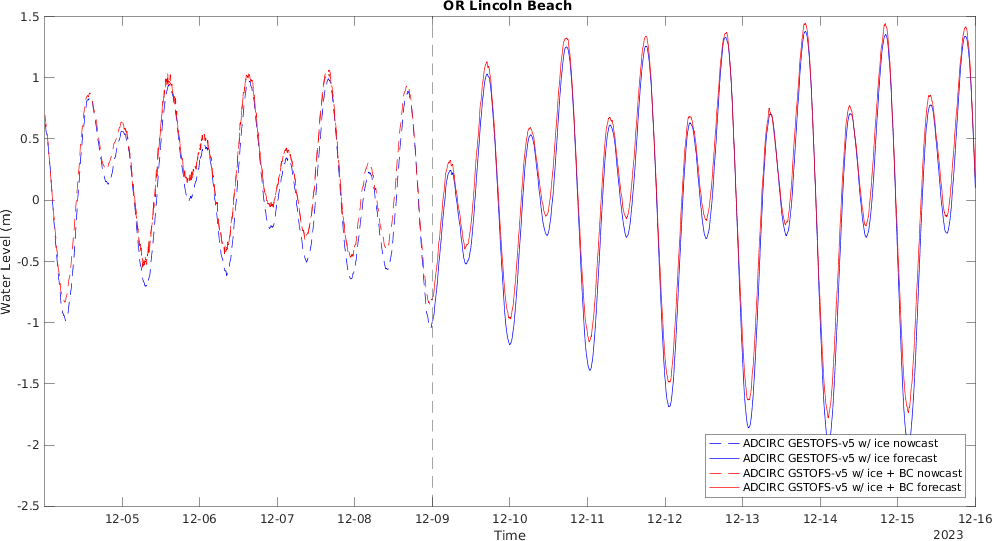 OR Lincoln Beach
1.5
1
0.5
0
-0.5
-1
-1.5
-2
-2.5
Water Level (m)
ADCIRC GESTOFS-v5 w/ ice nowcast
ADCIRC GESTOFS-v5 w/ ice forecast
ADCIRC GSTOFS-v5 w/ ice + BC nowcast
ADCIRC GSTOFS-v5 w/ ice + BC forecast
12-05 12-06 12-07 12-08 12-09 12-10 12-11 12-12 12-13 12-14 12-15 12-16
Time
2023